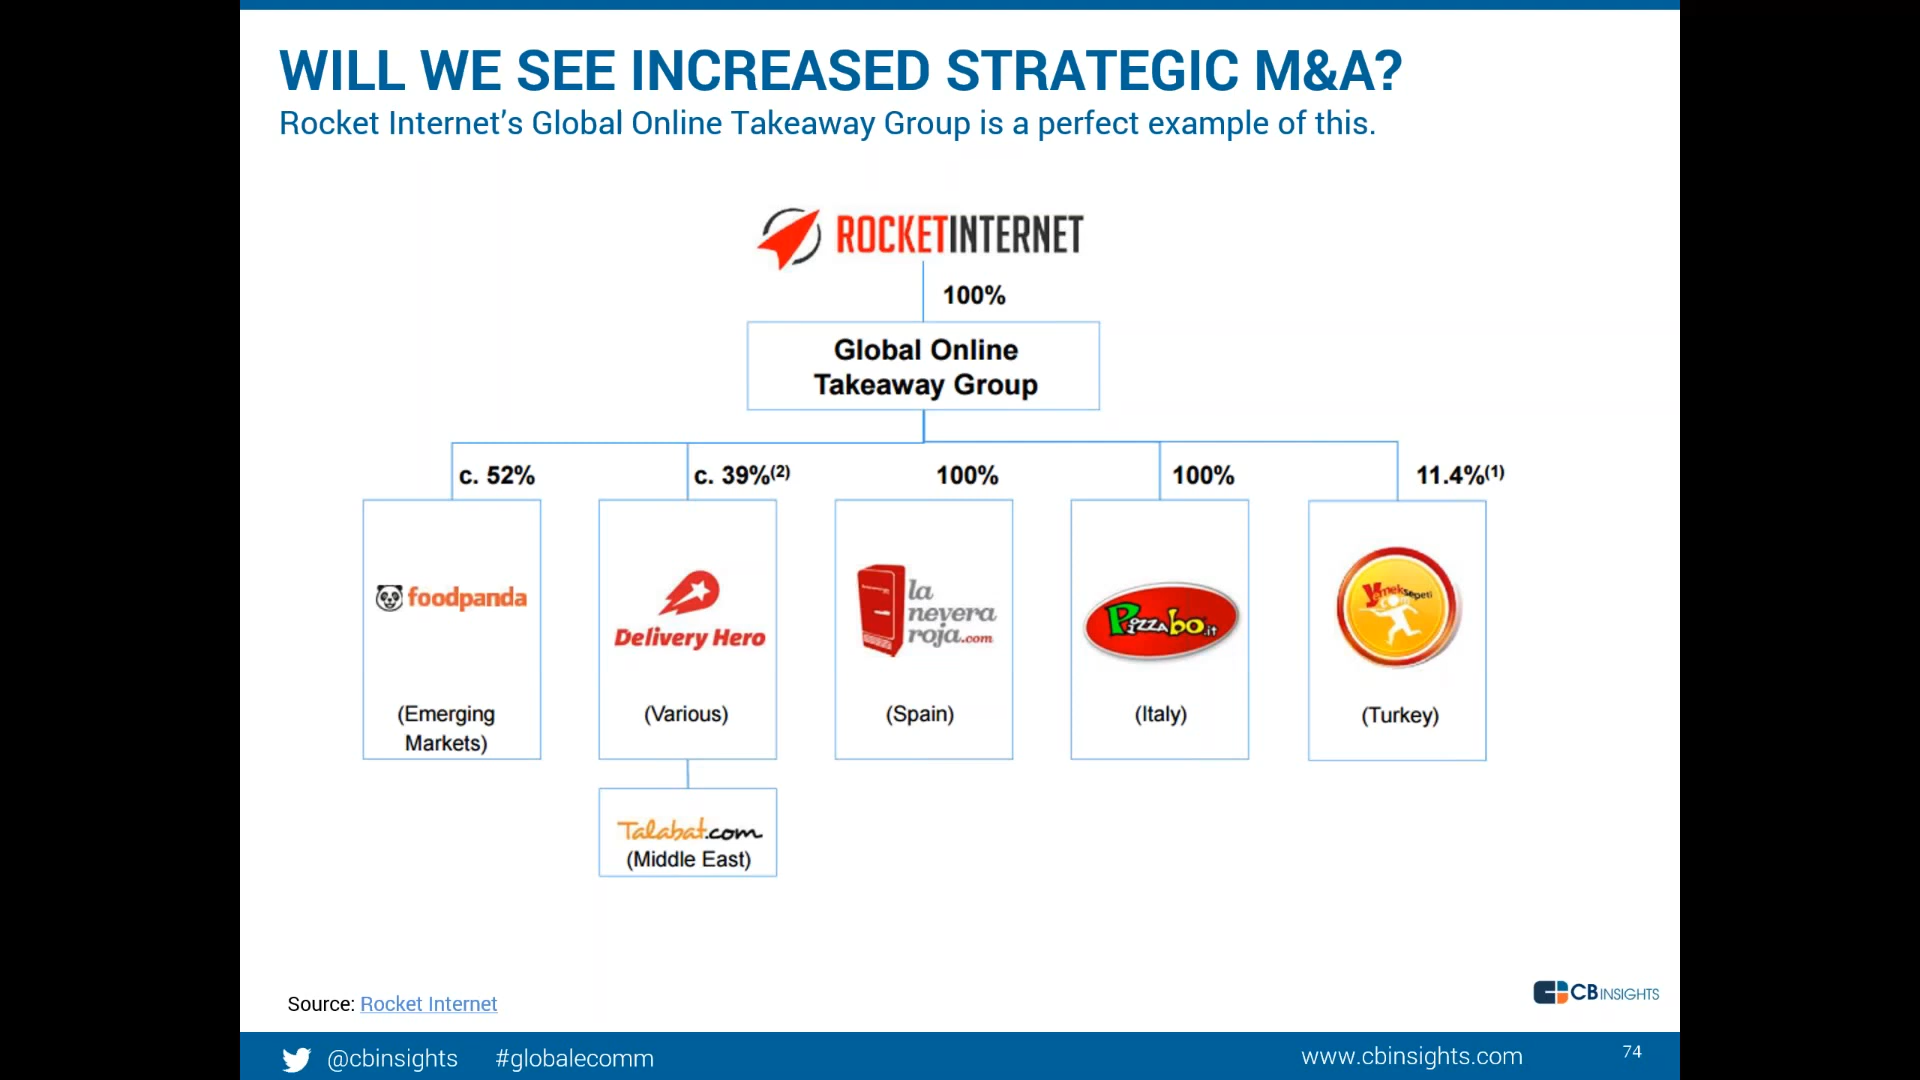 WILL WE SEE INCREASED STRATEGIC M&A?
Rocket Internet’s Global Online Takeaway Group is a perfect example of this.
ROCKETINTERNET
100%
Global Online
Takeaway Group
c. 52%
c. 39%(2)
100%
100%
11.4%(1)
foodpanda
(Emerging
Markets)
Delivery Hero
(Various)
la
nevera
roja.com
(Spain)
Pizzabo.it
(Italy)
Yemeksepeti
(Turkey)
Talabat.com
(Middle East)
Source: Rocket Internet
CBINSIGHTS
@cbinsights #globalecomm
www.cbinsights.com 74